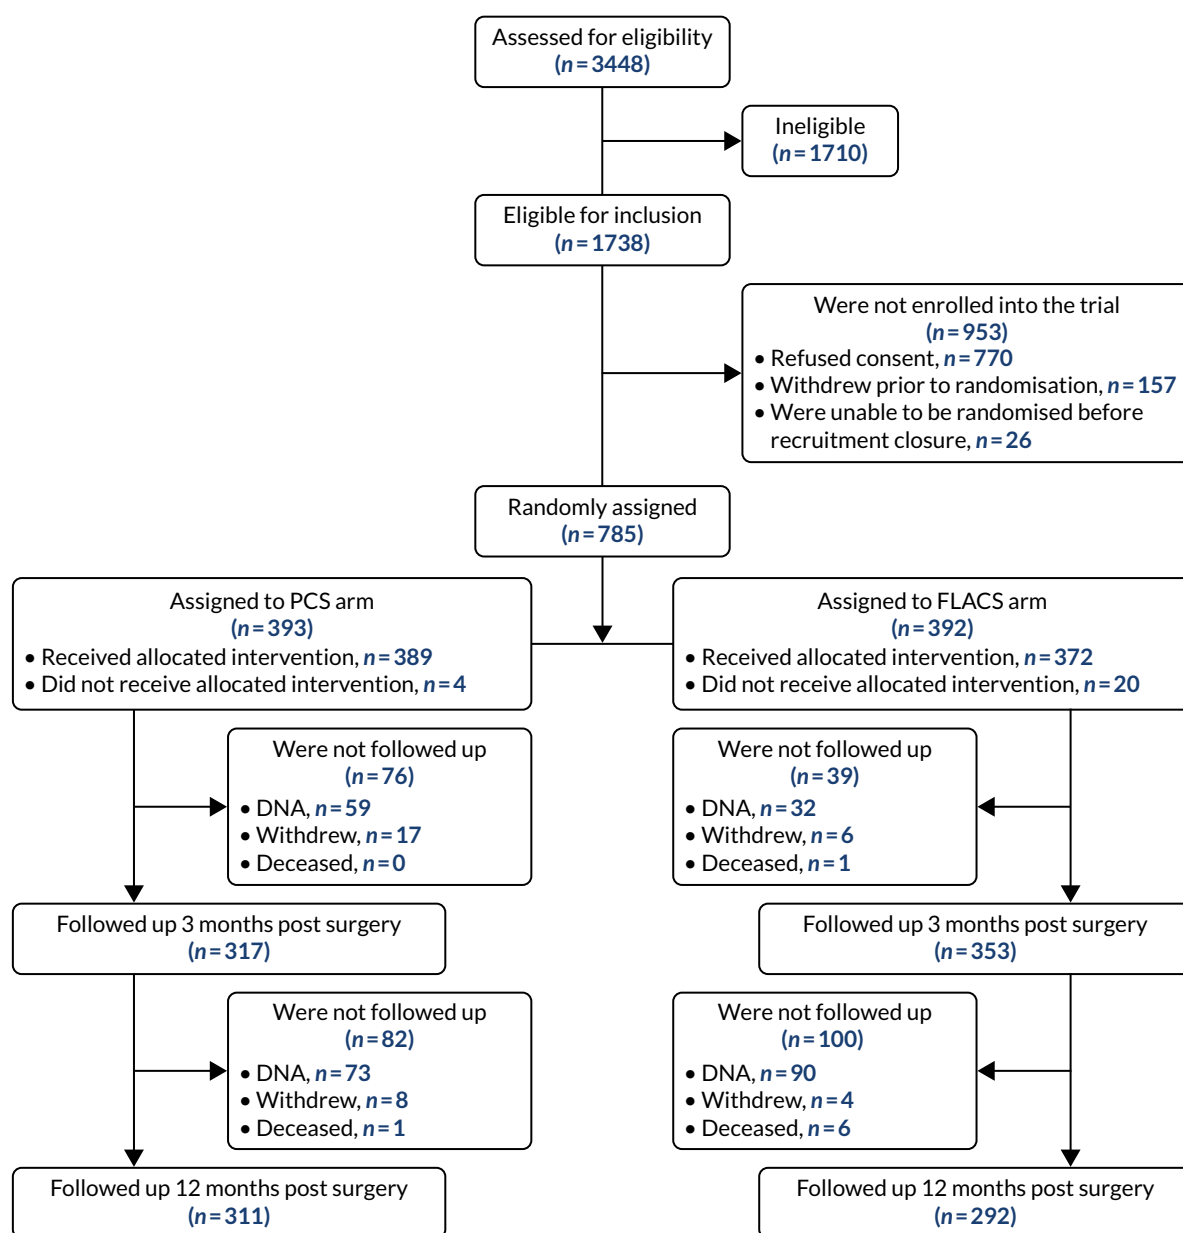 Assessed for eligibility
(n=3448)
Ineligible
(n=1710)
Eligible for inclusion
(n=1738)
Were not enrolled into the trial
(n=953)
• Refused consent, n=770
• Withdrew prior to randomisation, n=157
• Were unable to be randomised before
recruitment closure, n=26
Randomly assigned
(n=785)
Assigned to PCS arm
(n=393)
• Received allocated intervention, n=389
• Did not receive allocated intervention, n=4
Assigned to FLACS arm
(n=392)
• Received allocated intervention, n=372
• Did not receive allocated intervention, n=20
Were not followed up
(n=76)
• DNA, n=59
• Withdrew, n=17
• Deceased, n=0
Were not followed up
(n=39)
• DNA, n=32
• Withdrew, n=6
• Deceased, n=1
Followed up 3 months post surgery
(n=317)
Followed up 3 months post surgery
(n=353)
Were not followed up
(n=82)
• DNA, n=73
• Withdrew, n=8
• Deceased, n=1
Were not followed up
(n=100)
• DNA, n=90
• Withdrew, n=4
• Deceased, n=6
Followed up 12 months post surgery
(n=311)
Followed up 12 months post surgery
(n=292)